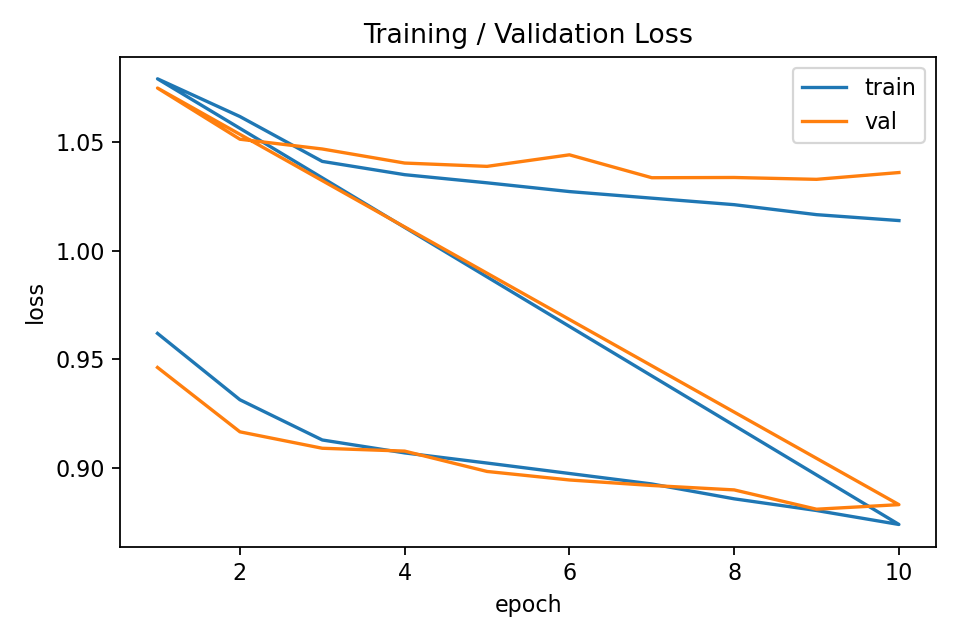 Training / Validation Loss
train
val
1.05
1.00
0.95
0.90
loss
2 4 6 8 10
epoch